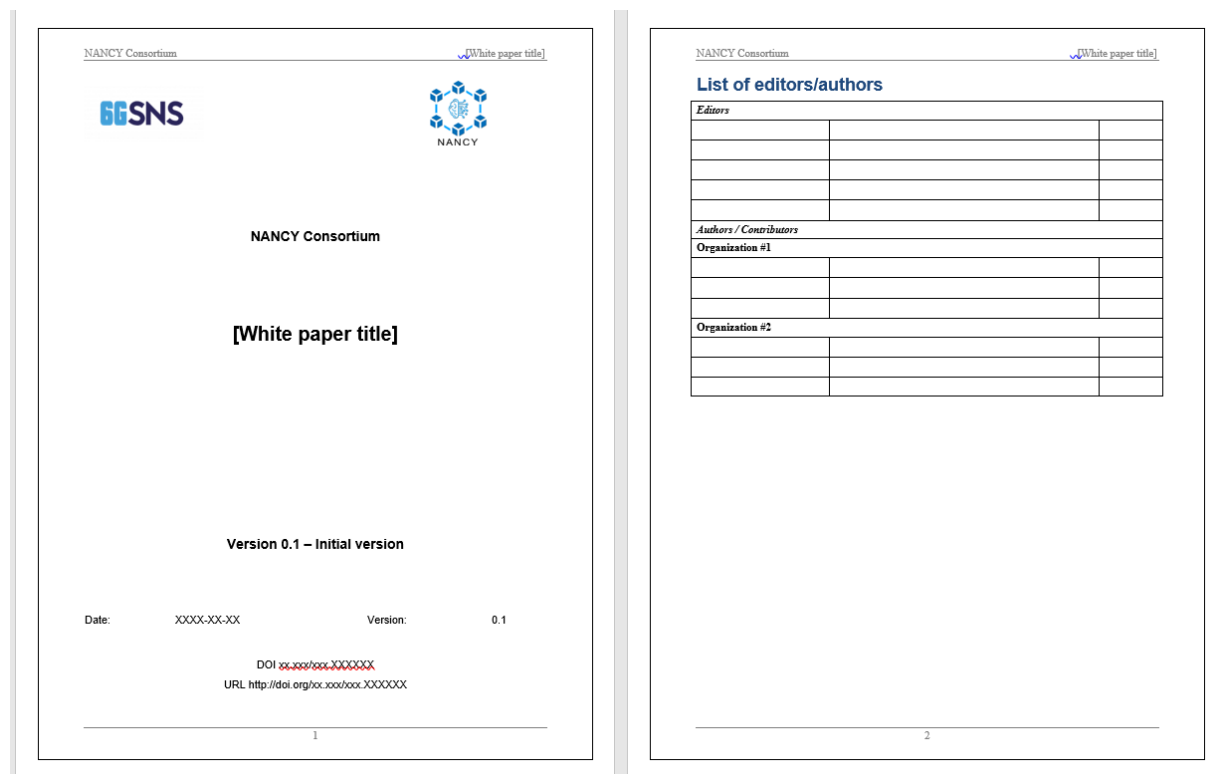 NANCY Consortium [White paper title]
6GSNS
NANCY
NANCY Consortium
[White paper title]
Version 0.1 – Initial version
Date: XXXX-XX-XX Version: 0.1
DOI xx.xxx/xxx.XXXXXX
URL http://doi.org/xx.xxx/xxx.XXXXXX
1
NANCY Consortium [White paper title]
List of editors/authors
Editors
Authors / Contributors
Organization #1
Organization #2
2